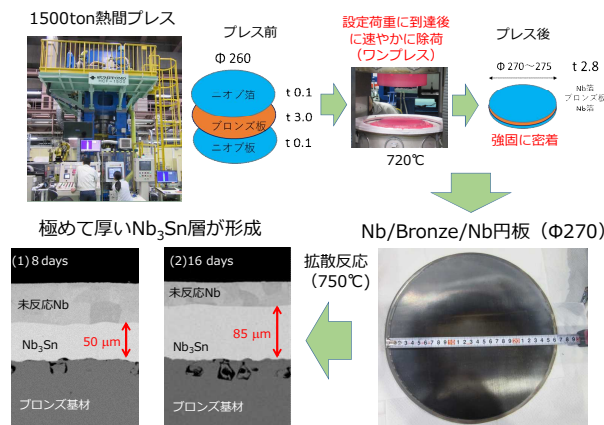 1500ton熱間プレス
プレス前
Φ 260
ニオブ箔
ブロンズ板
ニオブ板
t 0.1
t 3.0
t 0.1
設定荷重に到達後
に速やかに除荷
（ワンプレス）
720℃
プレス後
Φ 270～275
t 2.8
Nb箔
ブロンズ板
Nb箔
強固に密着
極めて厚いNb₃Sn層が形成
(1) 8 days
未反応Nb
50 μm
Nb₃Sn
ブロンズ基材
(2)16 days
未反応Nb
85 μm
Nb₃Sn
ブロンズ基材
拡散反応
（750℃）
Nb/Bronze/Nb円板（Φ270）